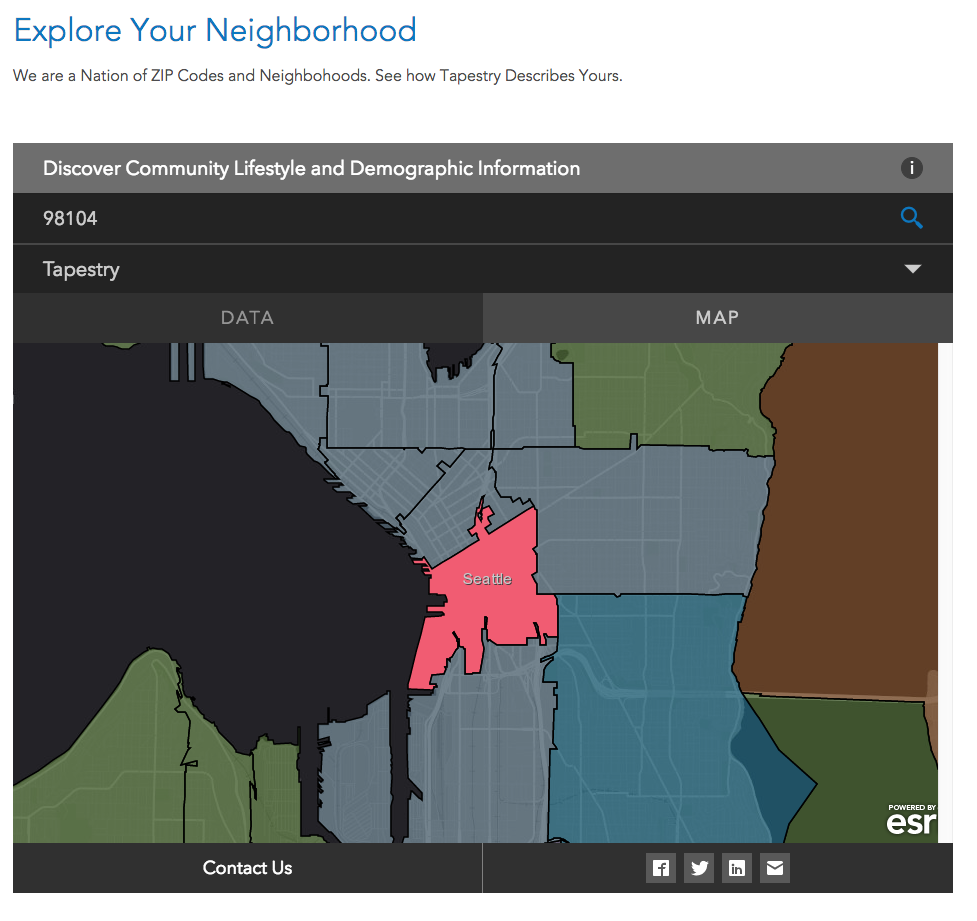 Explore Your Neighborhood
We are a Nation of ZIP Codes and Neighbohoods. See how Tapestry Describes Yours.
Discover Community Lifestyle and Demographic Information
98104
Tapestry
DATA
MAP
Seattle
POWERED BY
esr
Contact Us